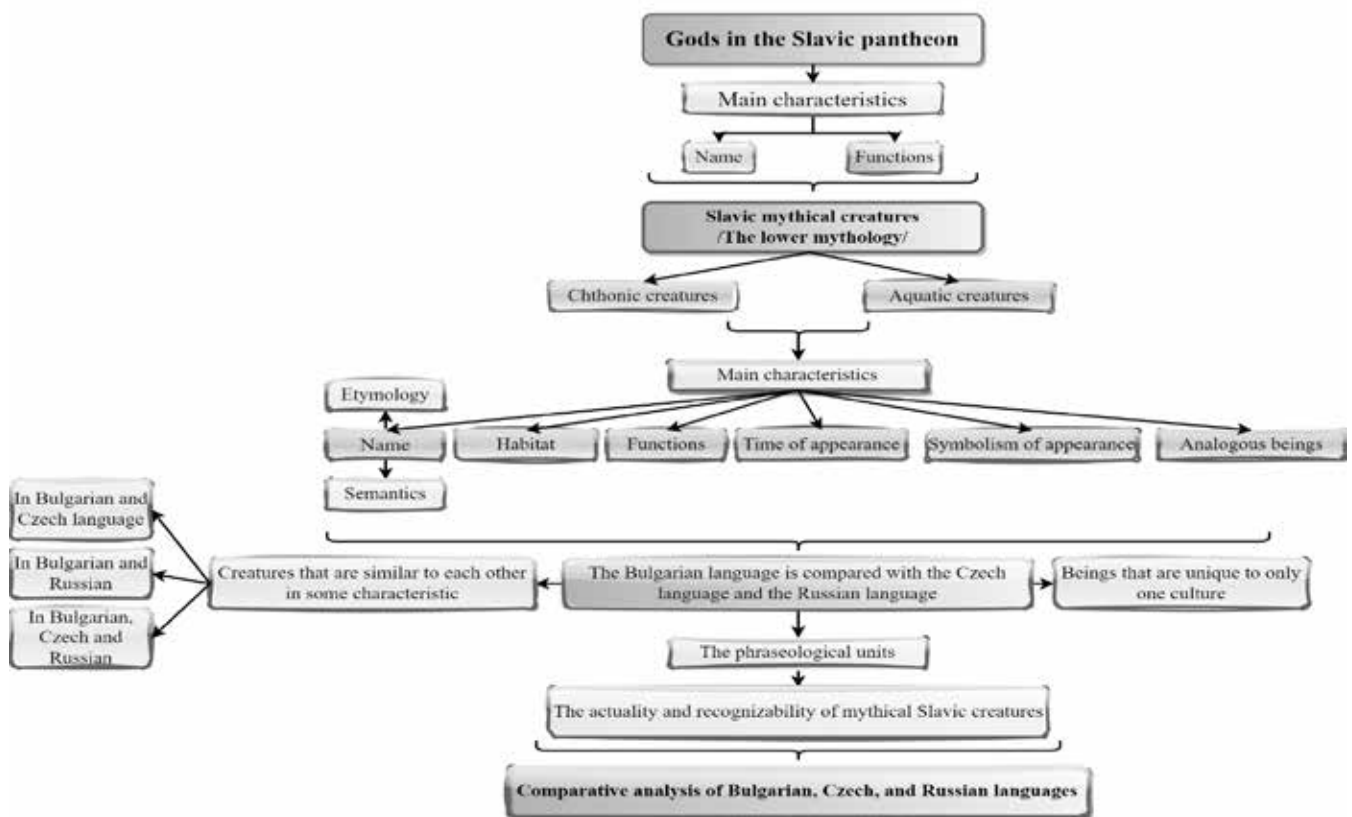 Gods in the Slavic pantheon
Main characteristics
Name
Functions
Slavic mythical creatures
/The lower mythology/
Chthonic creatures
Aquatic creatures
Main characteristics
Etymology
Name
Habitat
Functions
Time of appearance
Symbolism of appearance
Analogous beings
Semantics
In Bulgarian and
Czech language
In Bulgarian and
Russian
In Bulgarian,
Czech and
Russian
Creatures that are similar to each other
in some characteristic
The Bulgarian language is compared with the Czech
language and the Russian language
Beings that are unique to only
one culture
The phraseological units
The actuality and recognizability of mythical Slavic creatures
Comparative analysis of Bulgarian, Czech, and Russian languages